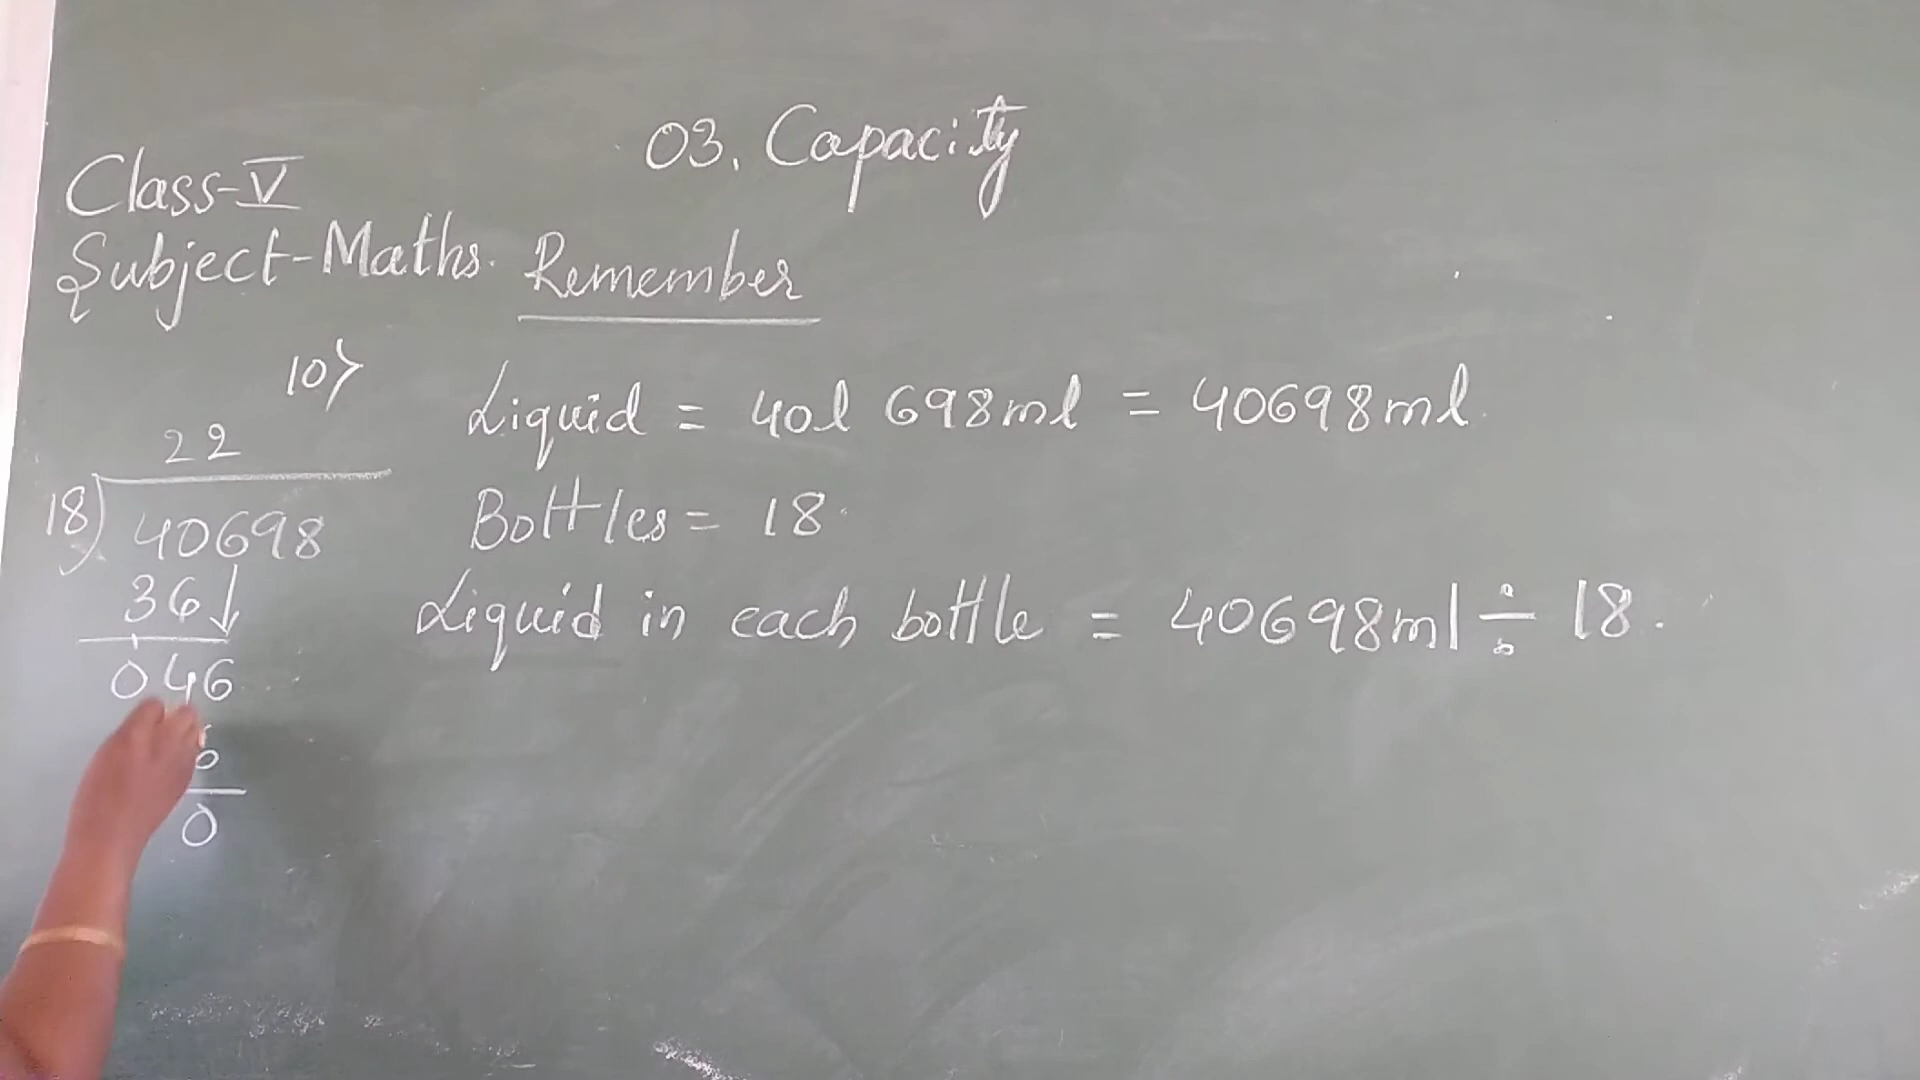 03. Capacity
Class-V
Subject-Maths.
Remember
10)
Liquid = 40l 698ml = 40698ml.
Bottles = 18
Liquid in each bottle = 40698ml ÷ 18.
22
18) 40698
36↓
046
6
0